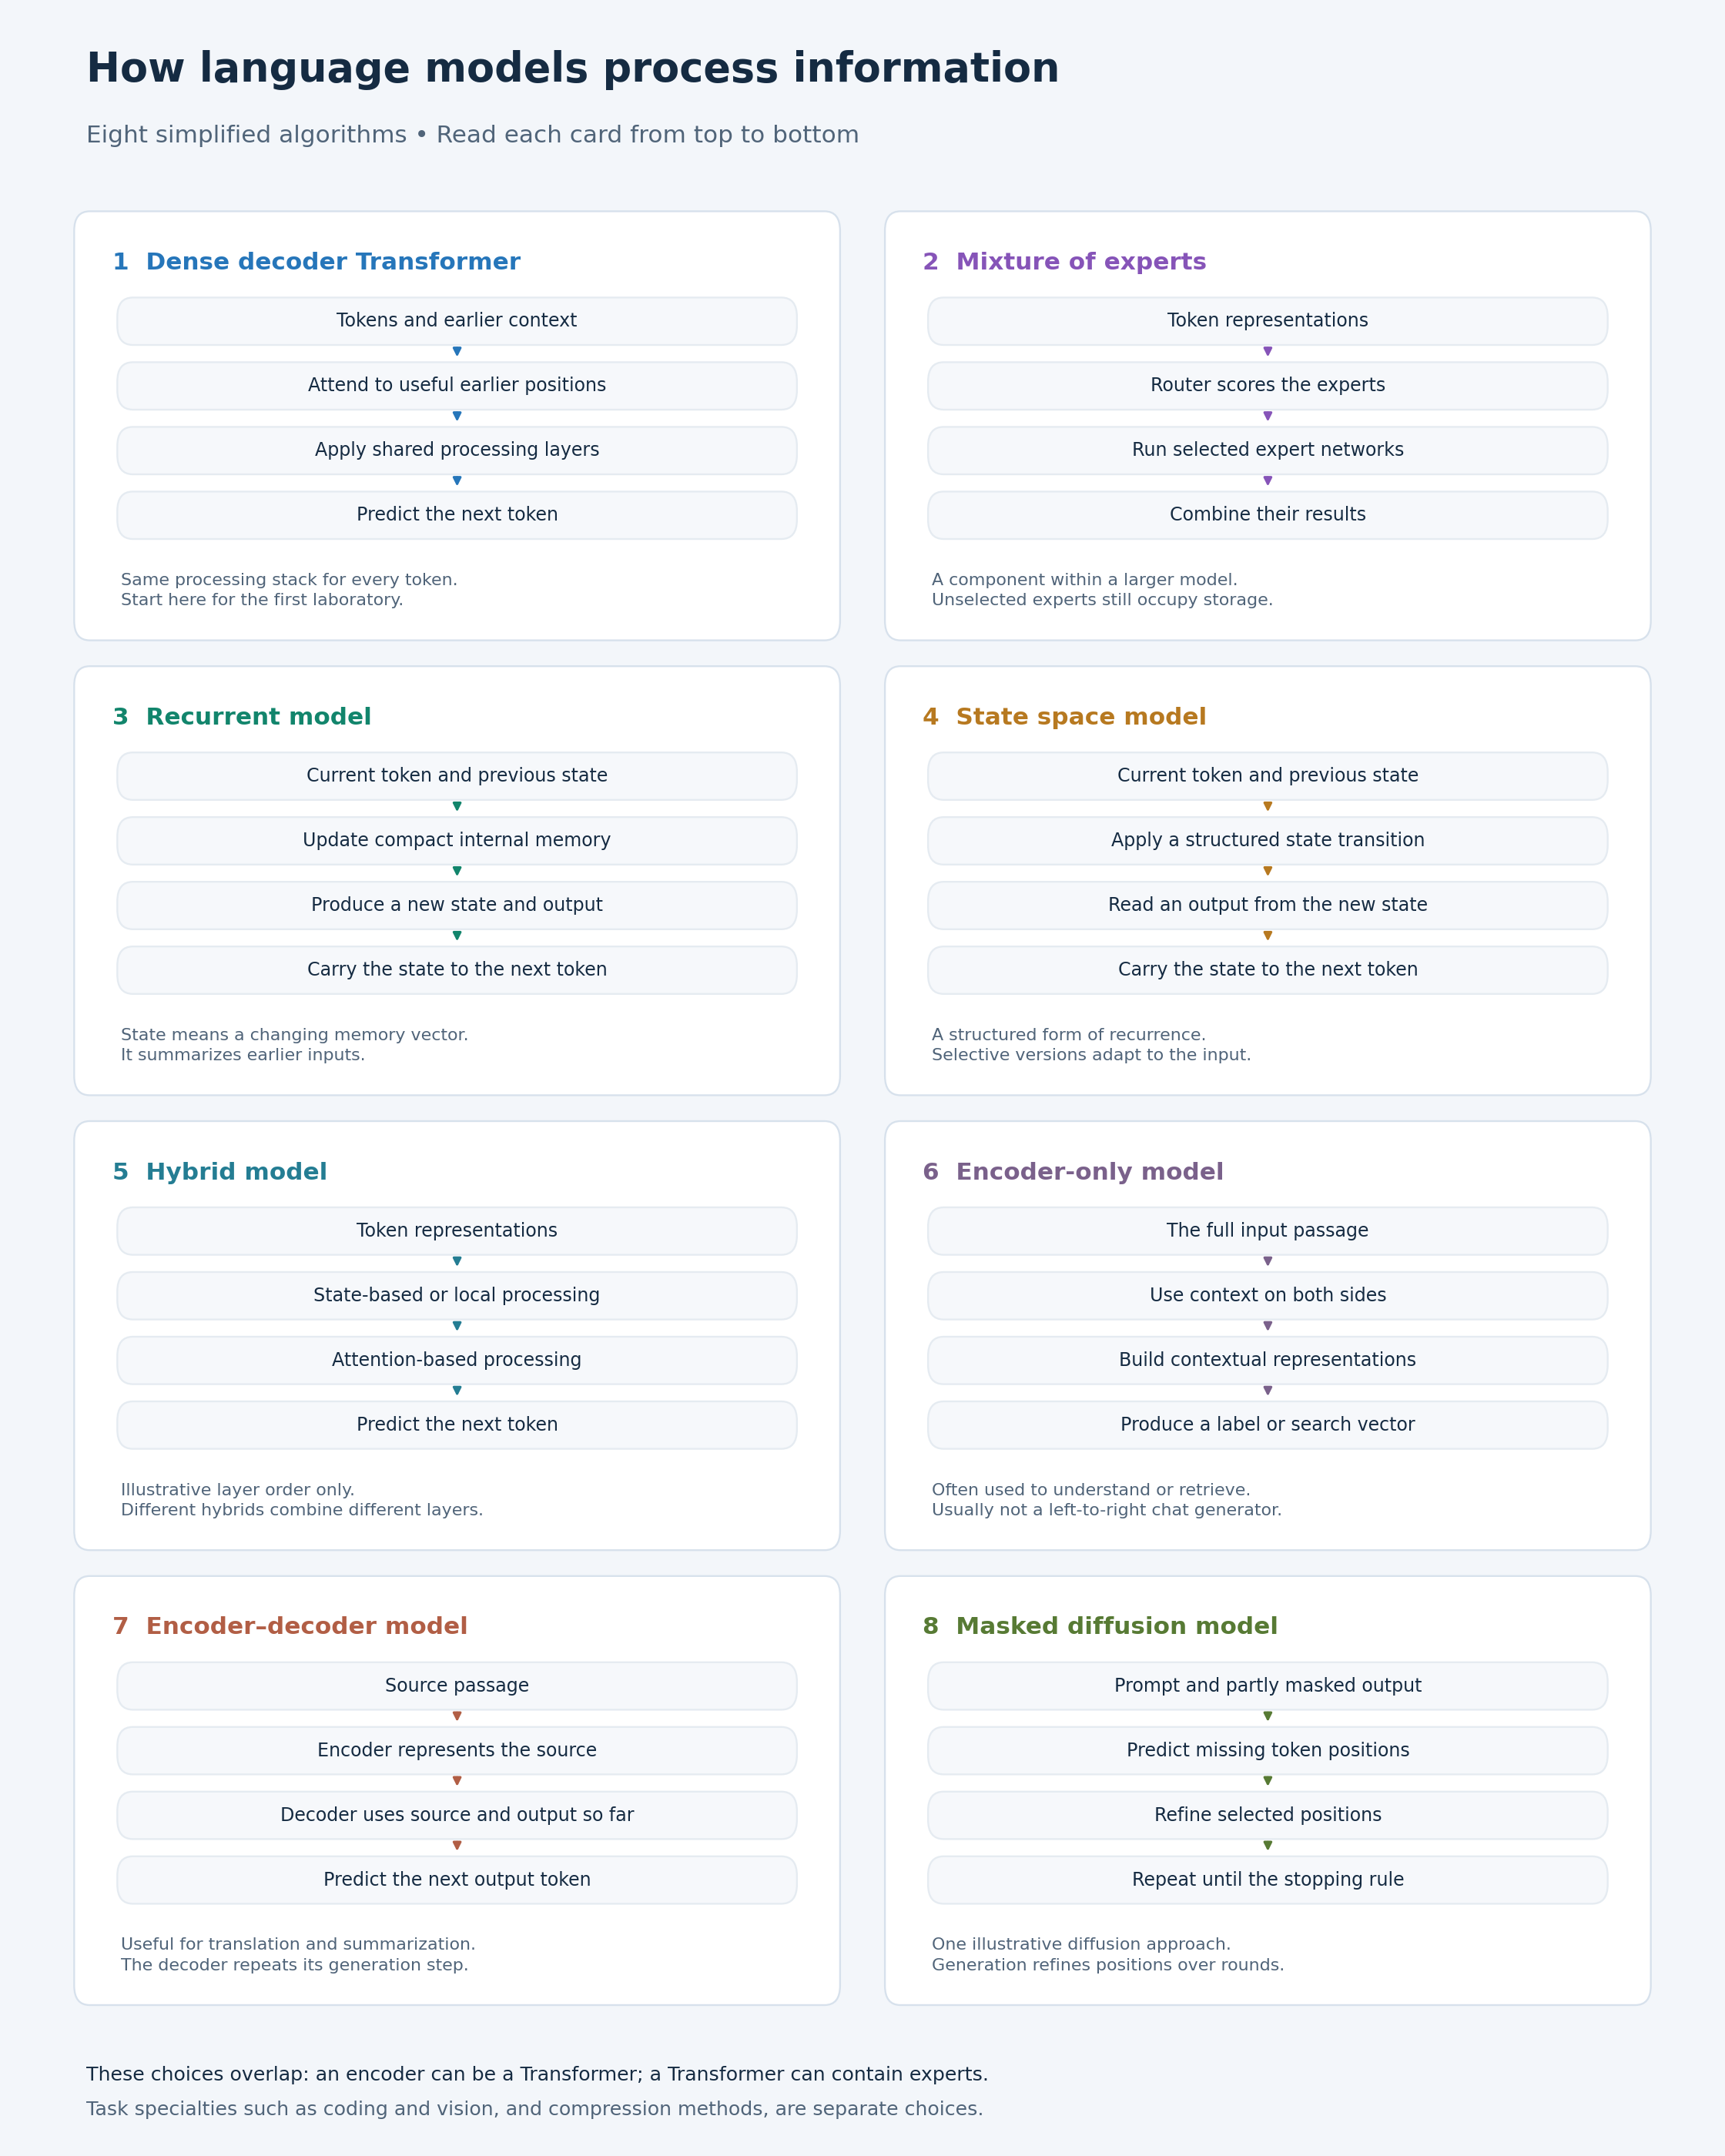 How language models process information
Eight simplified algorithms • Read each card from top to bottom
1 Dense decoder Transformer
Tokens and earlier context
Attend to useful earlier positions
Apply shared processing layers
Predict the next token
Same processing stack for every token.
Start here for the first laboratory.
2 Mixture of experts
Token representations
Router scores the experts
Run selected expert networks
Combine their results
A component within a larger model.
Unselected experts still occupy storage.
3 Recurrent model
Current token and previous state
Update compact internal memory
Produce a new state and output
Carry the state to the next token
State means a changing memory vector.
It summarizes earlier inputs.
4 State space model
Current token and previous state
Apply a structured state transition
Read an output from the new state
Carry the state to the next token
A structured form of recurrence.
Selective versions adapt to the input.
5 Hybrid model
Token representations
State-based or local processing
Attention-based processing
Predict the next token
Illustrative layer order only.
Different hybrids combine different layers.
6 Encoder-only model
The full input passage
Use context on both sides
Build contextual representations
Produce a label or search vector
Often used to understand or retrieve.
Usually not a left-to-right chat generator.
7 Encoder–decoder model
Source passage
Encoder represents the source
Decoder uses source and output so far
Predict the next output token
Useful for translation and summarization.
The decoder repeats its generation step.
8 Masked diffusion model
Prompt and partly masked output
Predict missing token positions
Refine selected positions
Repeat until the stopping rule
One illustrative diffusion approach.
Generation refines positions over rounds.
These choices overlap: an encoder can be a Transformer; a Transformer can contain experts.
Task specialties such as coding and vision, and compression methods, are separate choices.